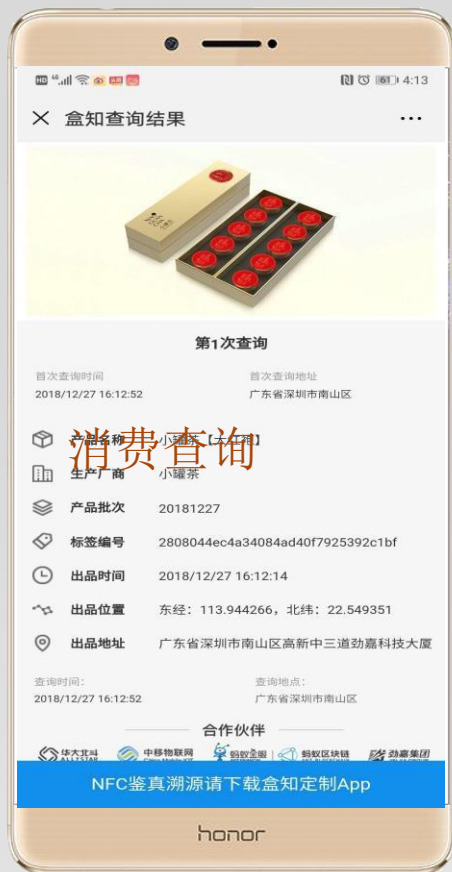 HD 46 61 4:13
盒知查询结果
第1次查询
首次查询时间 首次查询地址
2018/12/27 16:12:52 广东省深圳市南山区
产品名称 小罐茶【大红袍】
消费查询
生产厂商 小罐茶
产品批次 20181227
标签编号 2808044ec4a34084ad40f7925392c1bf
出品时间 2018/12/27 16:12:14
出品位置 东经：113.944266，北纬：22.549351
出品地址 广东省深圳市南山区高新中三道劲嘉科技大厦
查询时间： 查询地点：
2018/12/27 16:12:52 广东省深圳市南山区
合作伙伴
华大北斗 中移物联网 蚂蚁金服 蚂蚁区块链 劲嘉集团
ALLYSTAR
NFC鉴真溯源请下载盒知定制App
honor